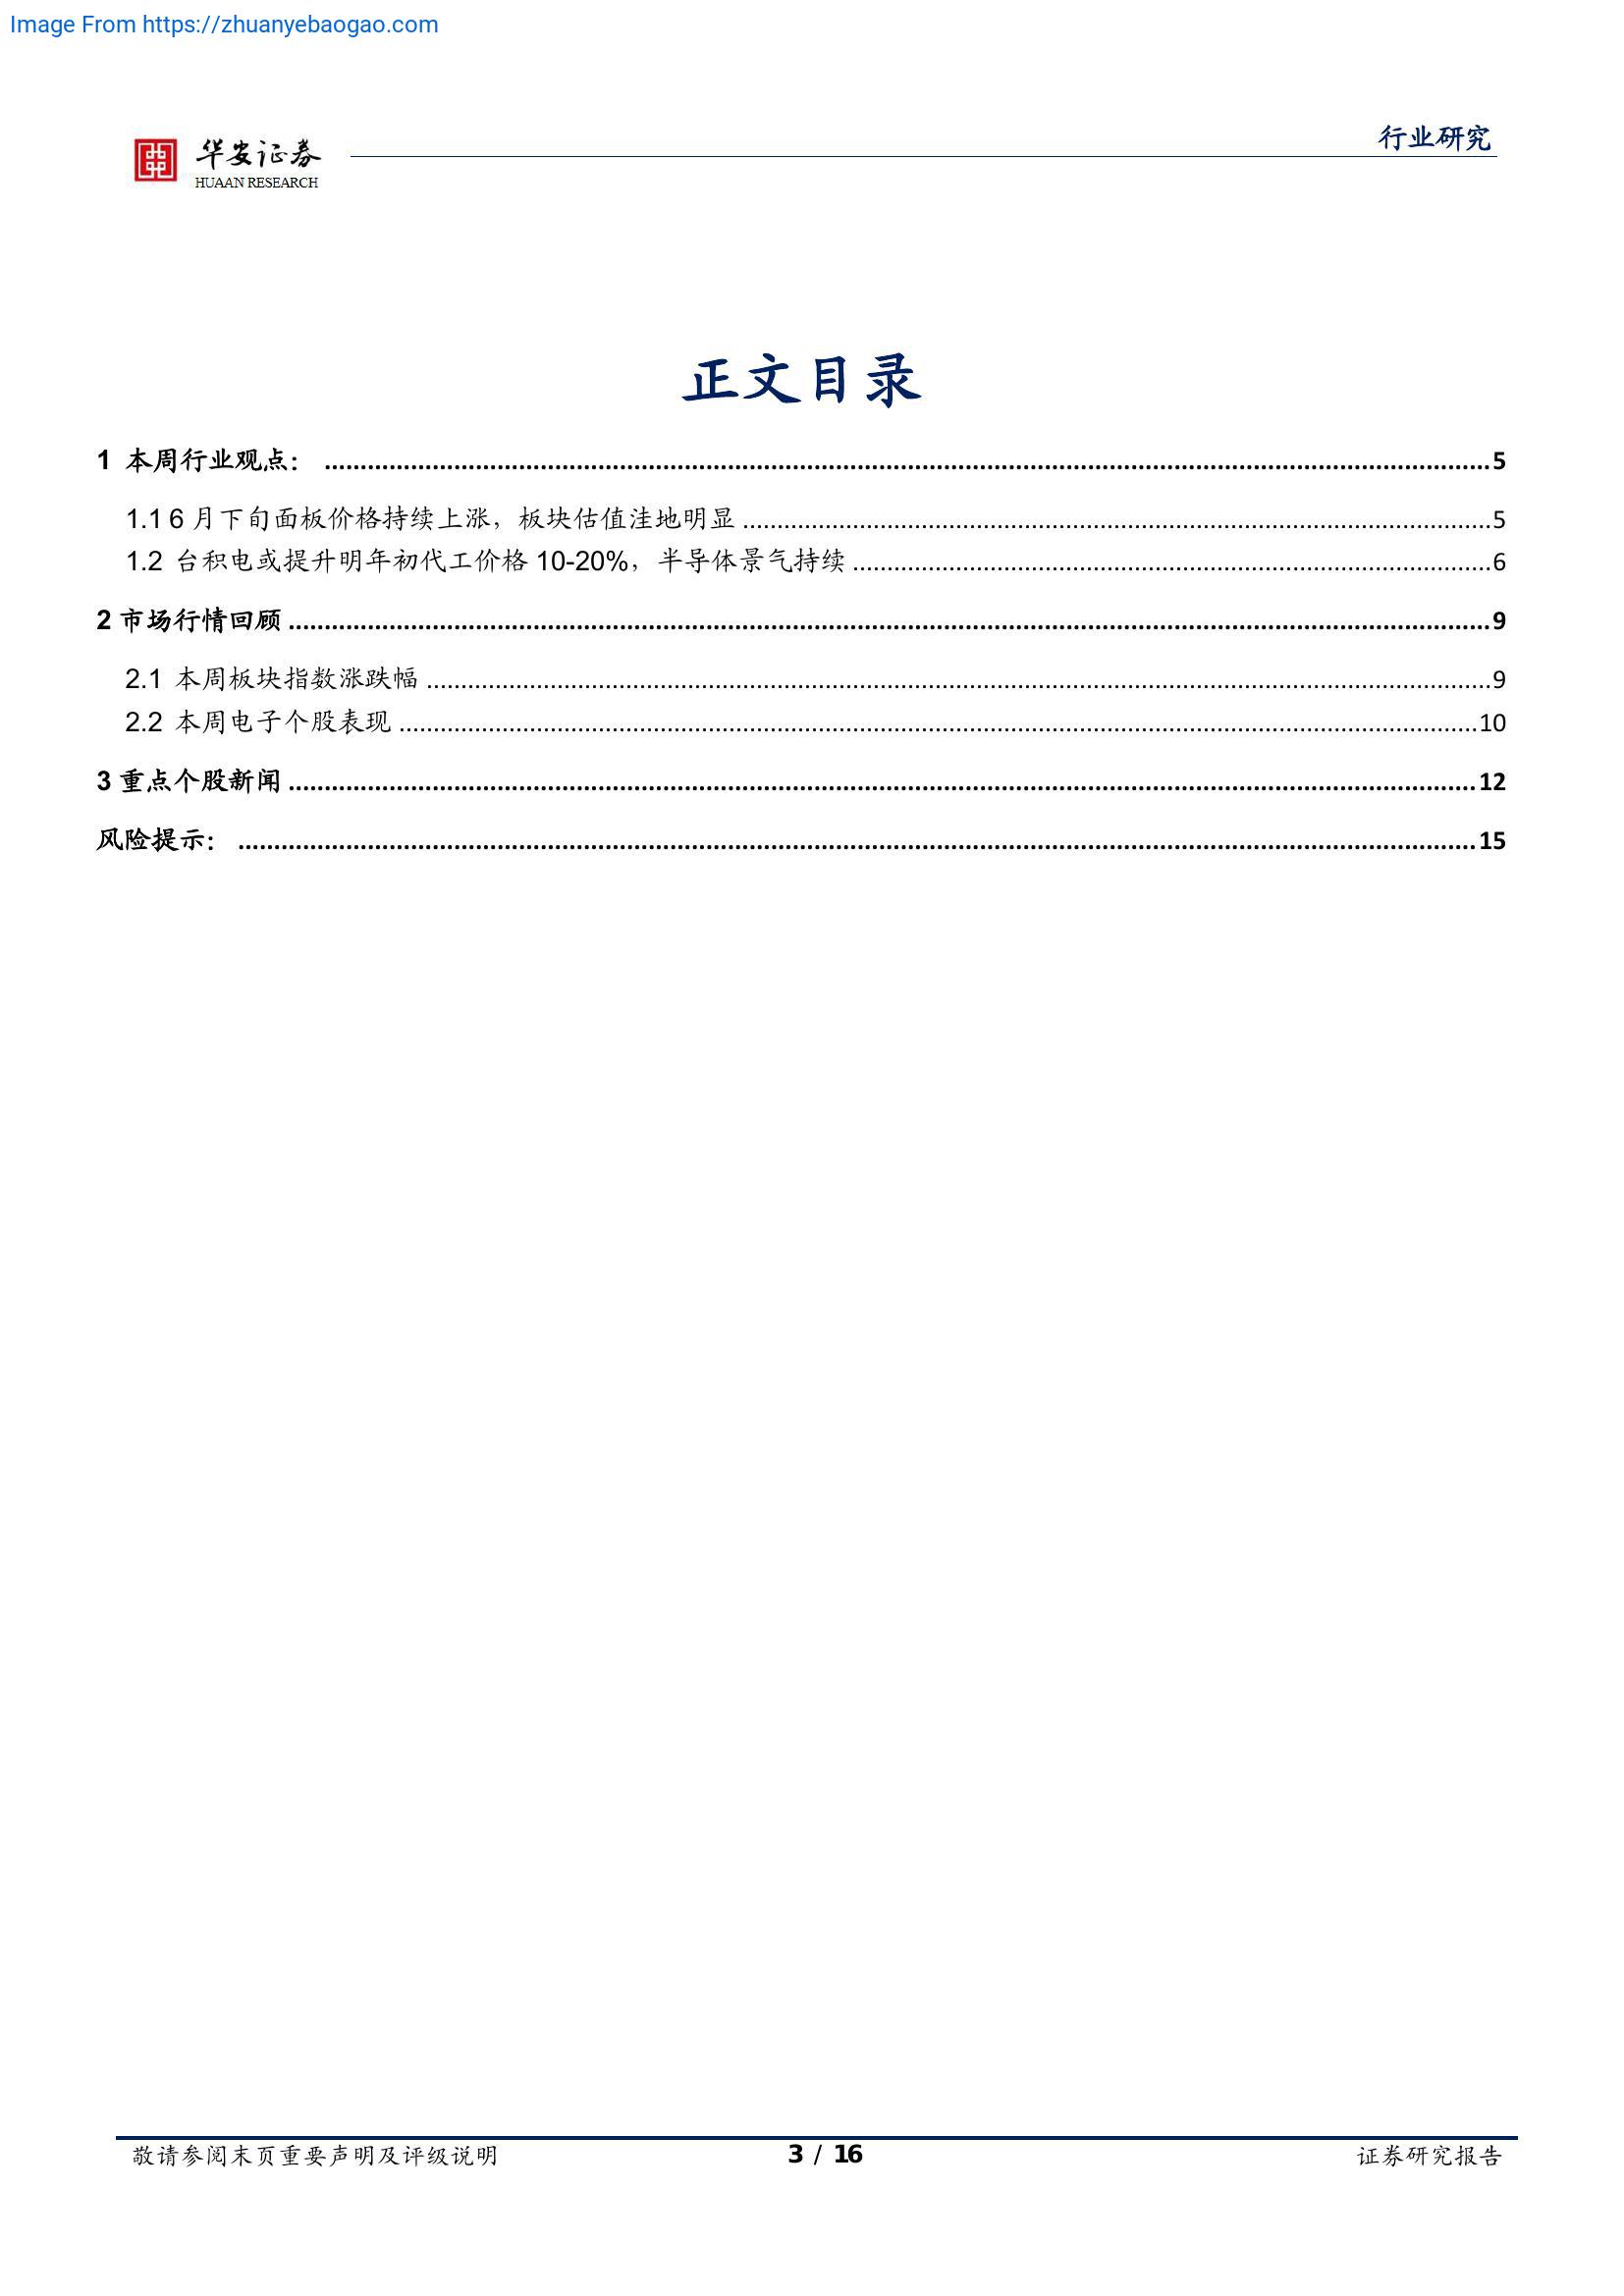 Image From https://zhuanyebaogao.com
华安证券
HUAAN RESEARCH
行业研究
正文目录
1 本周行业观点： ........................ 5
1.1 6 月下旬面板价格持续上涨，板块估值洼地明显 ........................ 5
1.2 台积电或提升明年初代工价格 10-20%，半导体景气持续 ........................ 6
2 市场行情回顾 ........................ 9
2.1 本周板块指数涨跌幅 ........................ 9
2.2 本周电子个股表现 ........................ 10
3 重点个股新闻 ........................ 12
风险提示： ........................ 15
敬请参阅末页重要声明及评级说明
3 / 16
证券研究报告